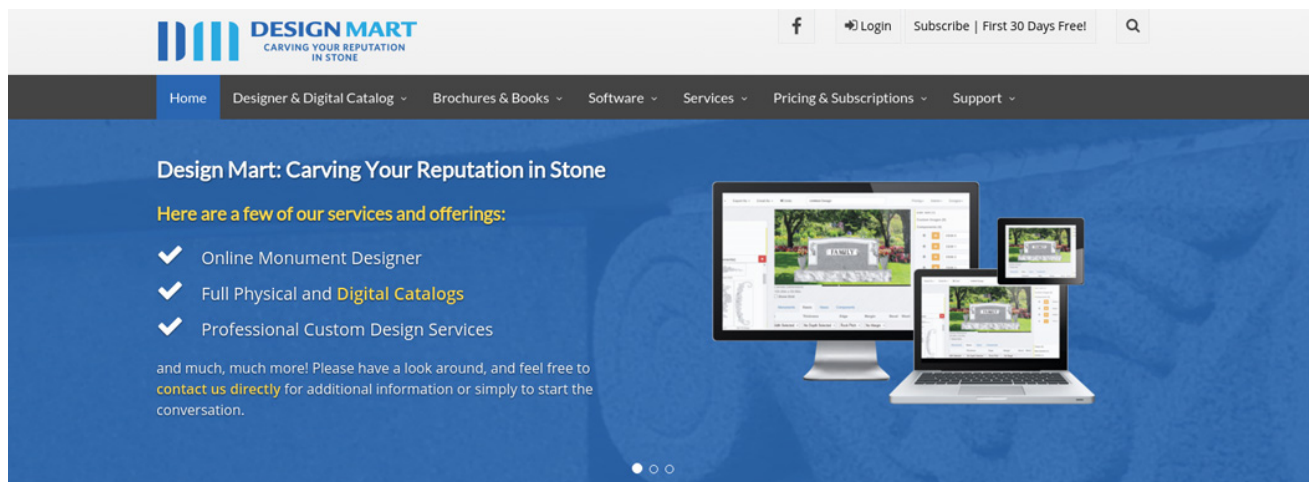 DESIGN MART
CARVING YOUR REPUTATION
IN STONE
f
Login
Subscribe | First 30 Days Free!
Home
Designer & Digital Catalog
Brochures & Books
Software
Services
Pricing & Subscriptions
Support
Design Mart: Carving Your Reputation in Stone
Here are a few of our services and offerings:
Online Monument Designer
Full Physical and Digital Catalogs
Professional Custom Design Services
and much, much more! Please have a look around, and feel free to
contact us directly for additional information or simply to start the
conversation.
FAMILY